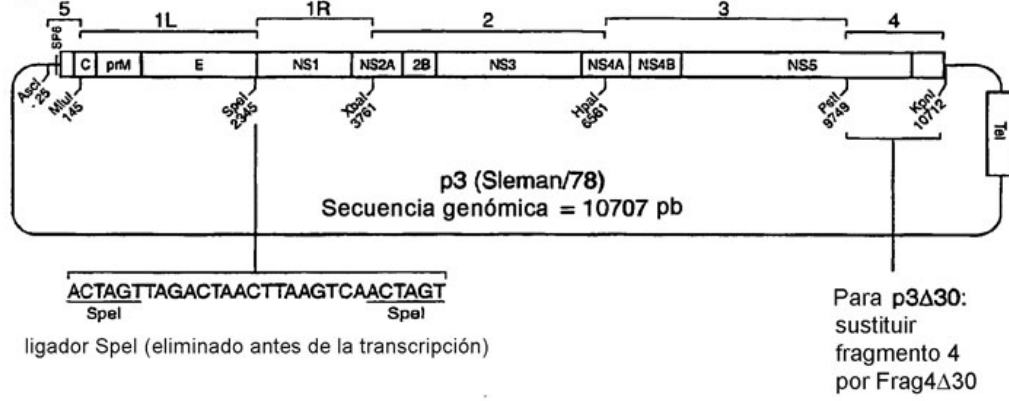 5 1L 1R 2 3 4
SP6
C prM E NS1 NS2A 2B NS3 NS4A NS4B NS5
AscI -25
MluI 145
SpeI 2345
XbaI 3761
HpaI 6561
PstI 9749
KpnI 10712
Tel
p3 (Sleman/78)
Secuencia genómica = 10707 pb
ACTAGTTAGACTAACTTAAGTCAACTAGT
SpeI SpeI
ligador SpeI (eliminado antes de la transcripción)
Para p3Δ30:
sustituir
fragmento 4
por Frag4Δ30